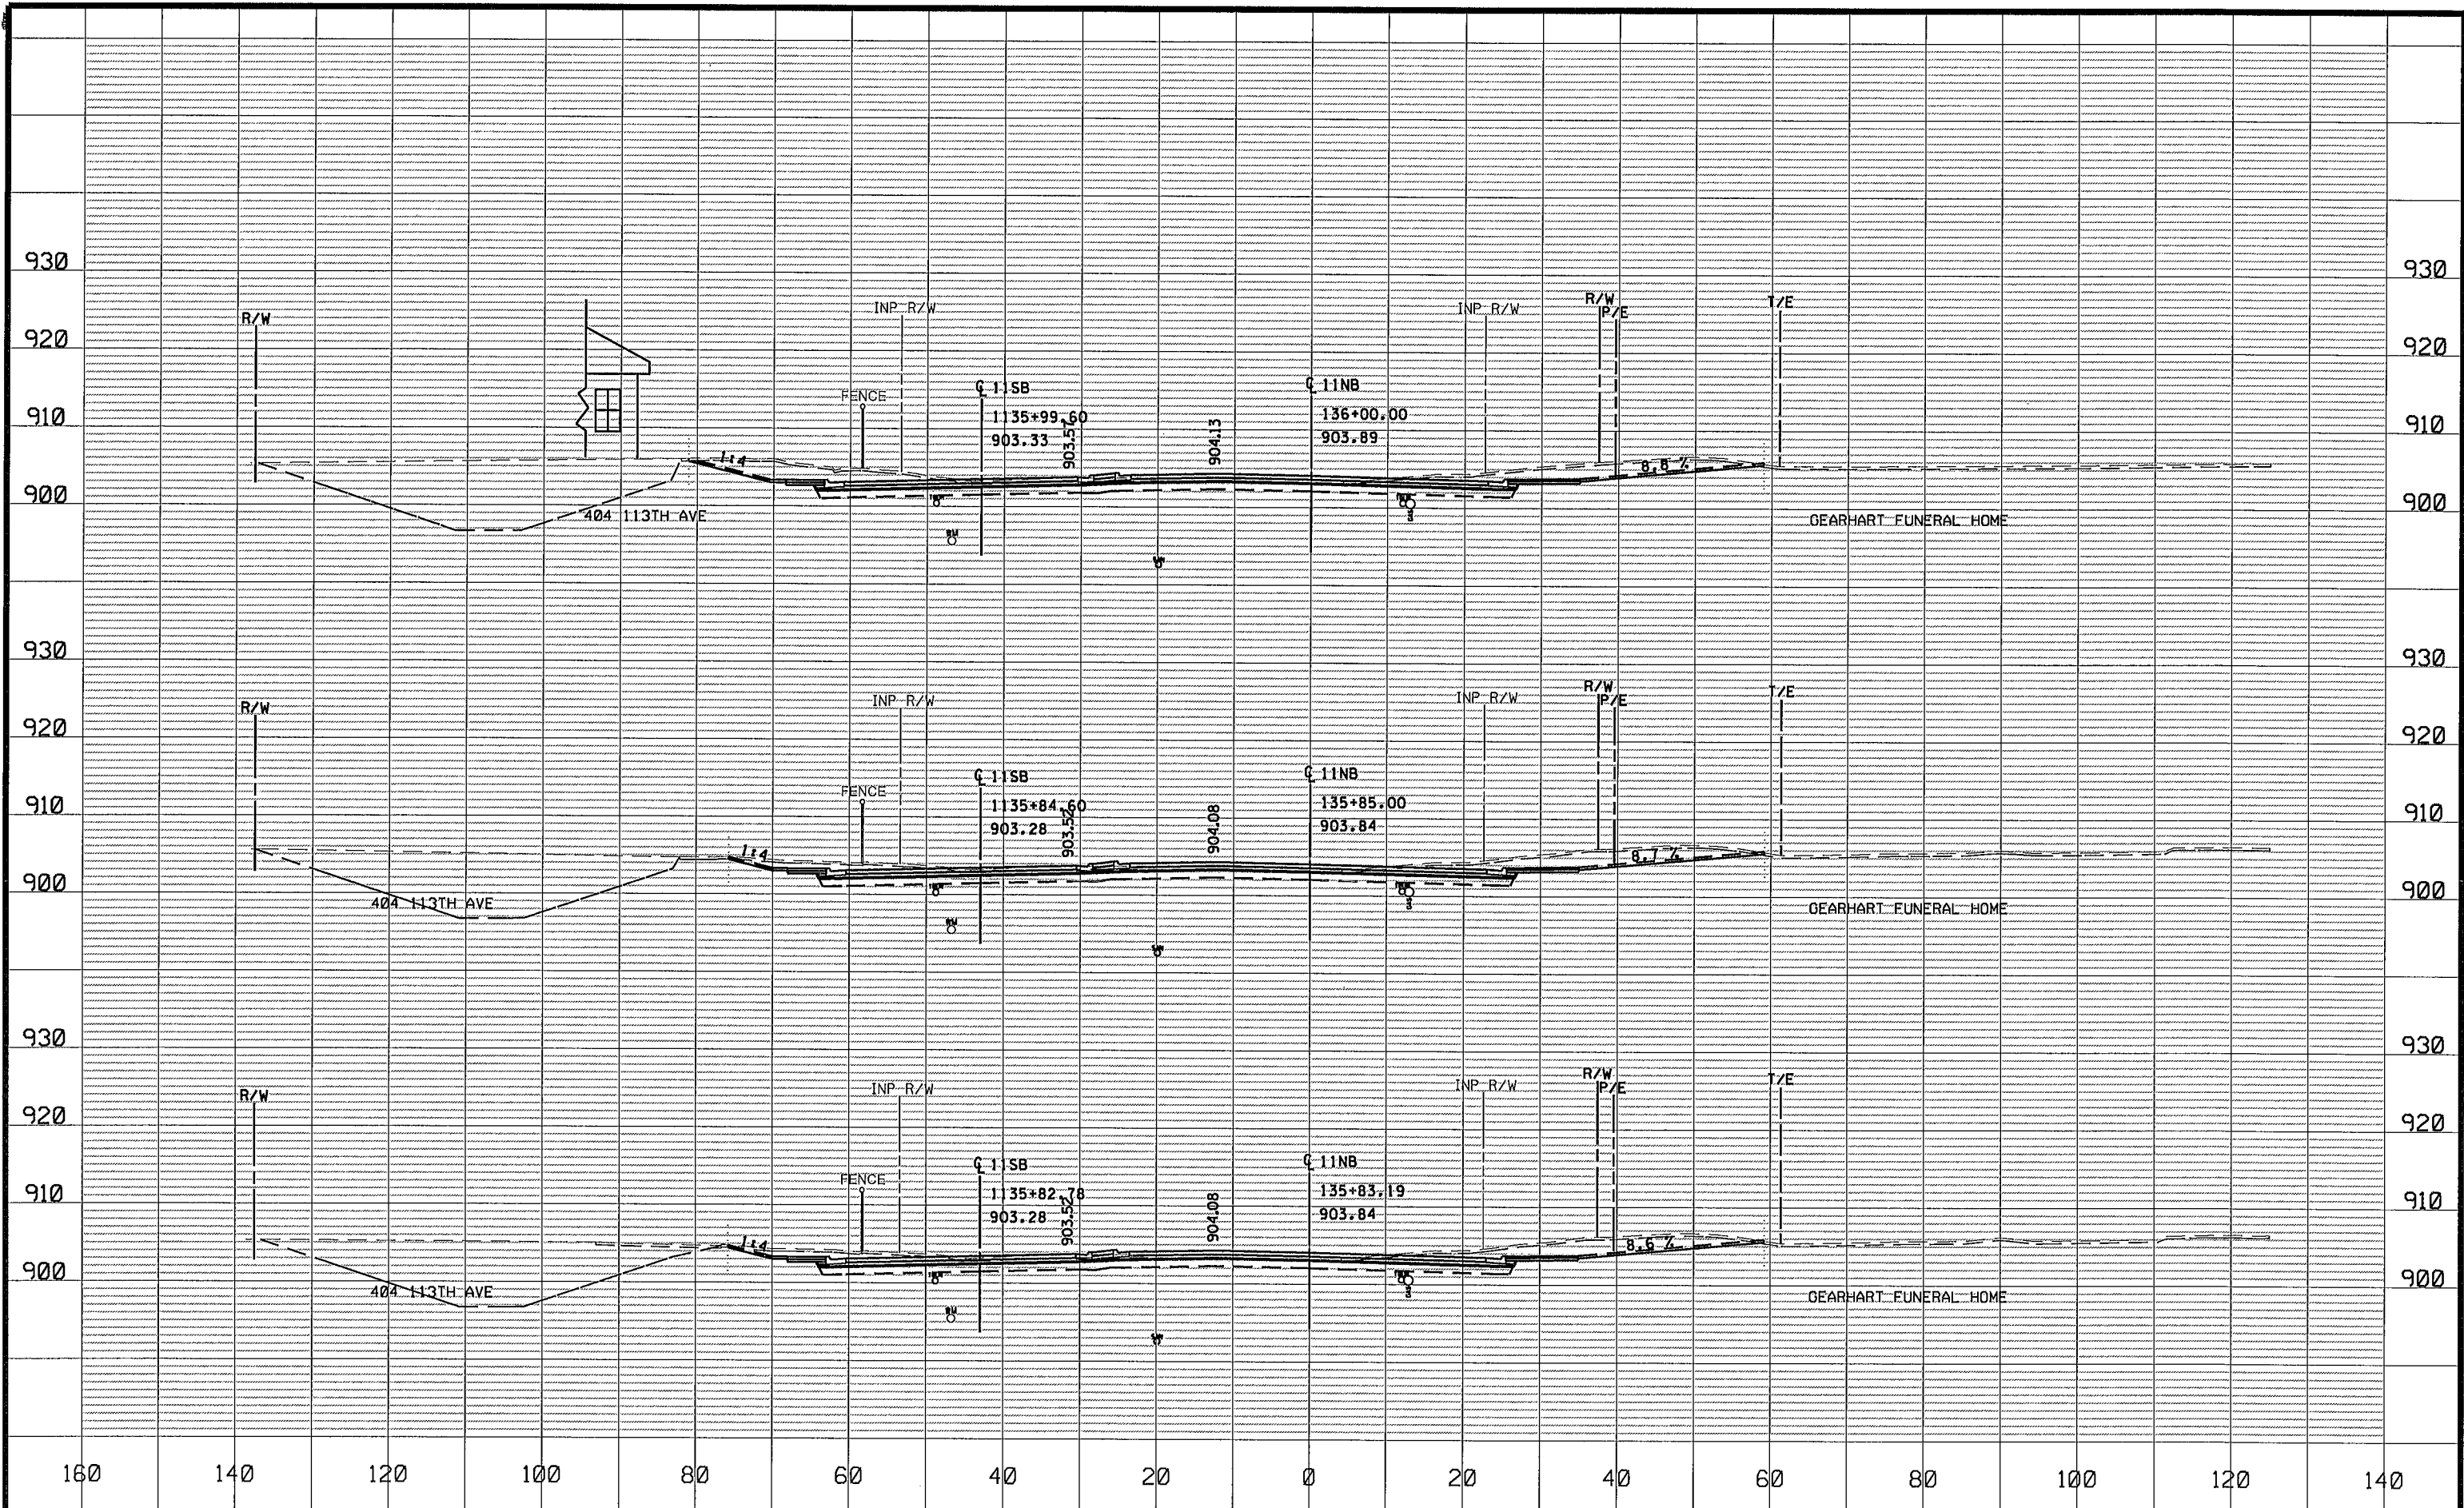 930 930
R/W INP R/W INP R/W R/W P/E T/E
920 920
FENCE ℄ 11SB ℄ 11NB
1135+99.60 136+00.00
910 910
903.33 903.57 904.13 903.89
1:4 8.8 %
900 900
404 113TH AVE GEARHART FUNERAL HOME
GAS
930 930
R/W INP R/W INP R/W R/W P/E T/E
920 920
FENCE ℄ 11SB ℄ 11NB
1135+84.60 135+85.00
910 910
903.28 903.52 904.08 903.84
1:4 8.7 %
900 900
404 113TH AVE GEARHART FUNERAL HOME
GAS
930 930
R/W INP R/W INP R/W R/W P/E T/E
920 920
FENCE ℄ 11SB ℄ 11NB
1135+82.78 135+83.19
910 910
903.28 903.52 904.08 903.84
1:4 8.6 %
900 900
404 113TH AVE GEARHART FUNERAL HOME
GAS
160 140 120 100 80 60 40 20 0 20 40 60 80 100 120 140